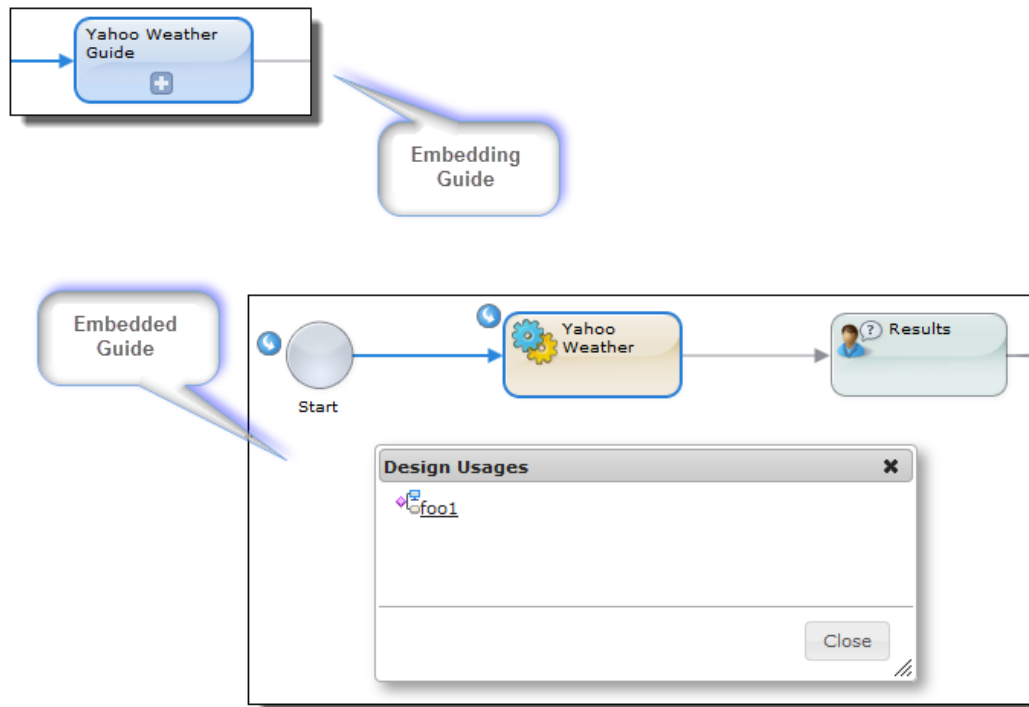 Yahoo Weather
Guide
Embedding
Guide
Embedded
Guide
Start
Yahoo
Weather
? Results
Design Usages
foo1
Close